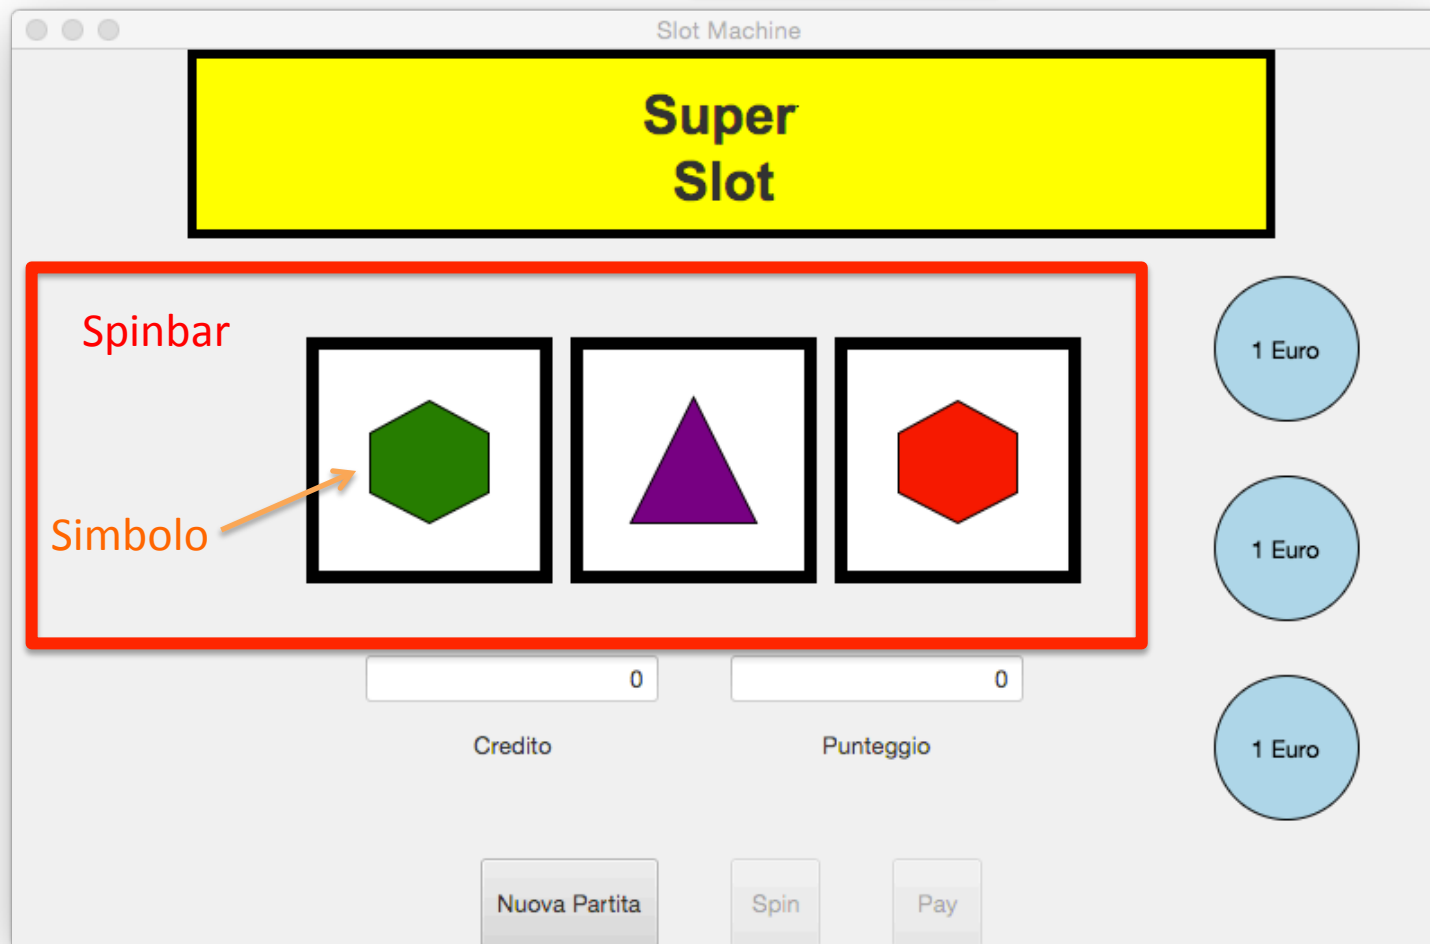 Slot Machine
Super
Slot
Spinbar
Simbolo
1 Euro
1 Euro
1 Euro
0
0
Credito
Punteggio
Nuova Partita
Spin
Pay